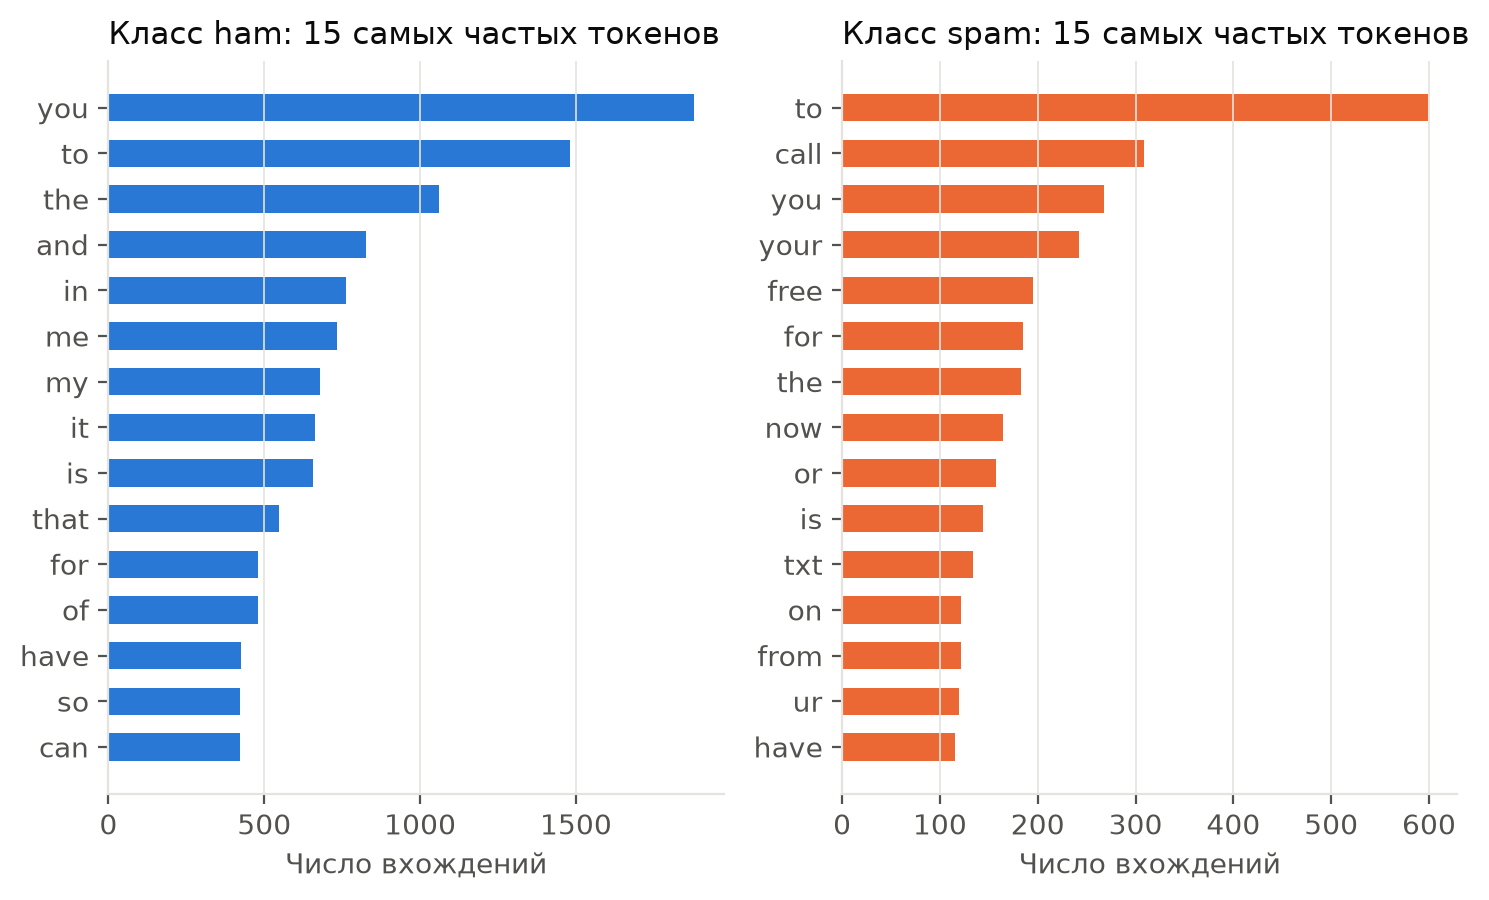 Класс ham: 15 самых частых токенов
you
to
the
and
in
me
my
it
is
that
for
of
have
so
can
0 500 1000 1500
Число вхождений
Класс spam: 15 самых частых токенов
to
call
you
your
free
for
the
now
or
is
txt
on
from
ur
have
0 100 200 300 400 500 600
Число вхождений